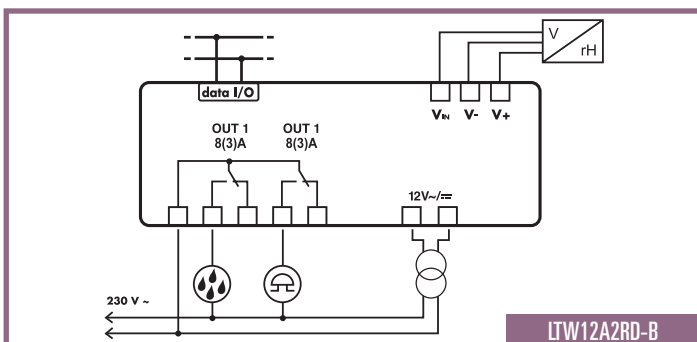 V
rH
data I/O
VIN V- V+
OUT 1 OUT 1
8(3)A 8(3)A
12V~/⎓
230 V ~
LTW12A2RD-B